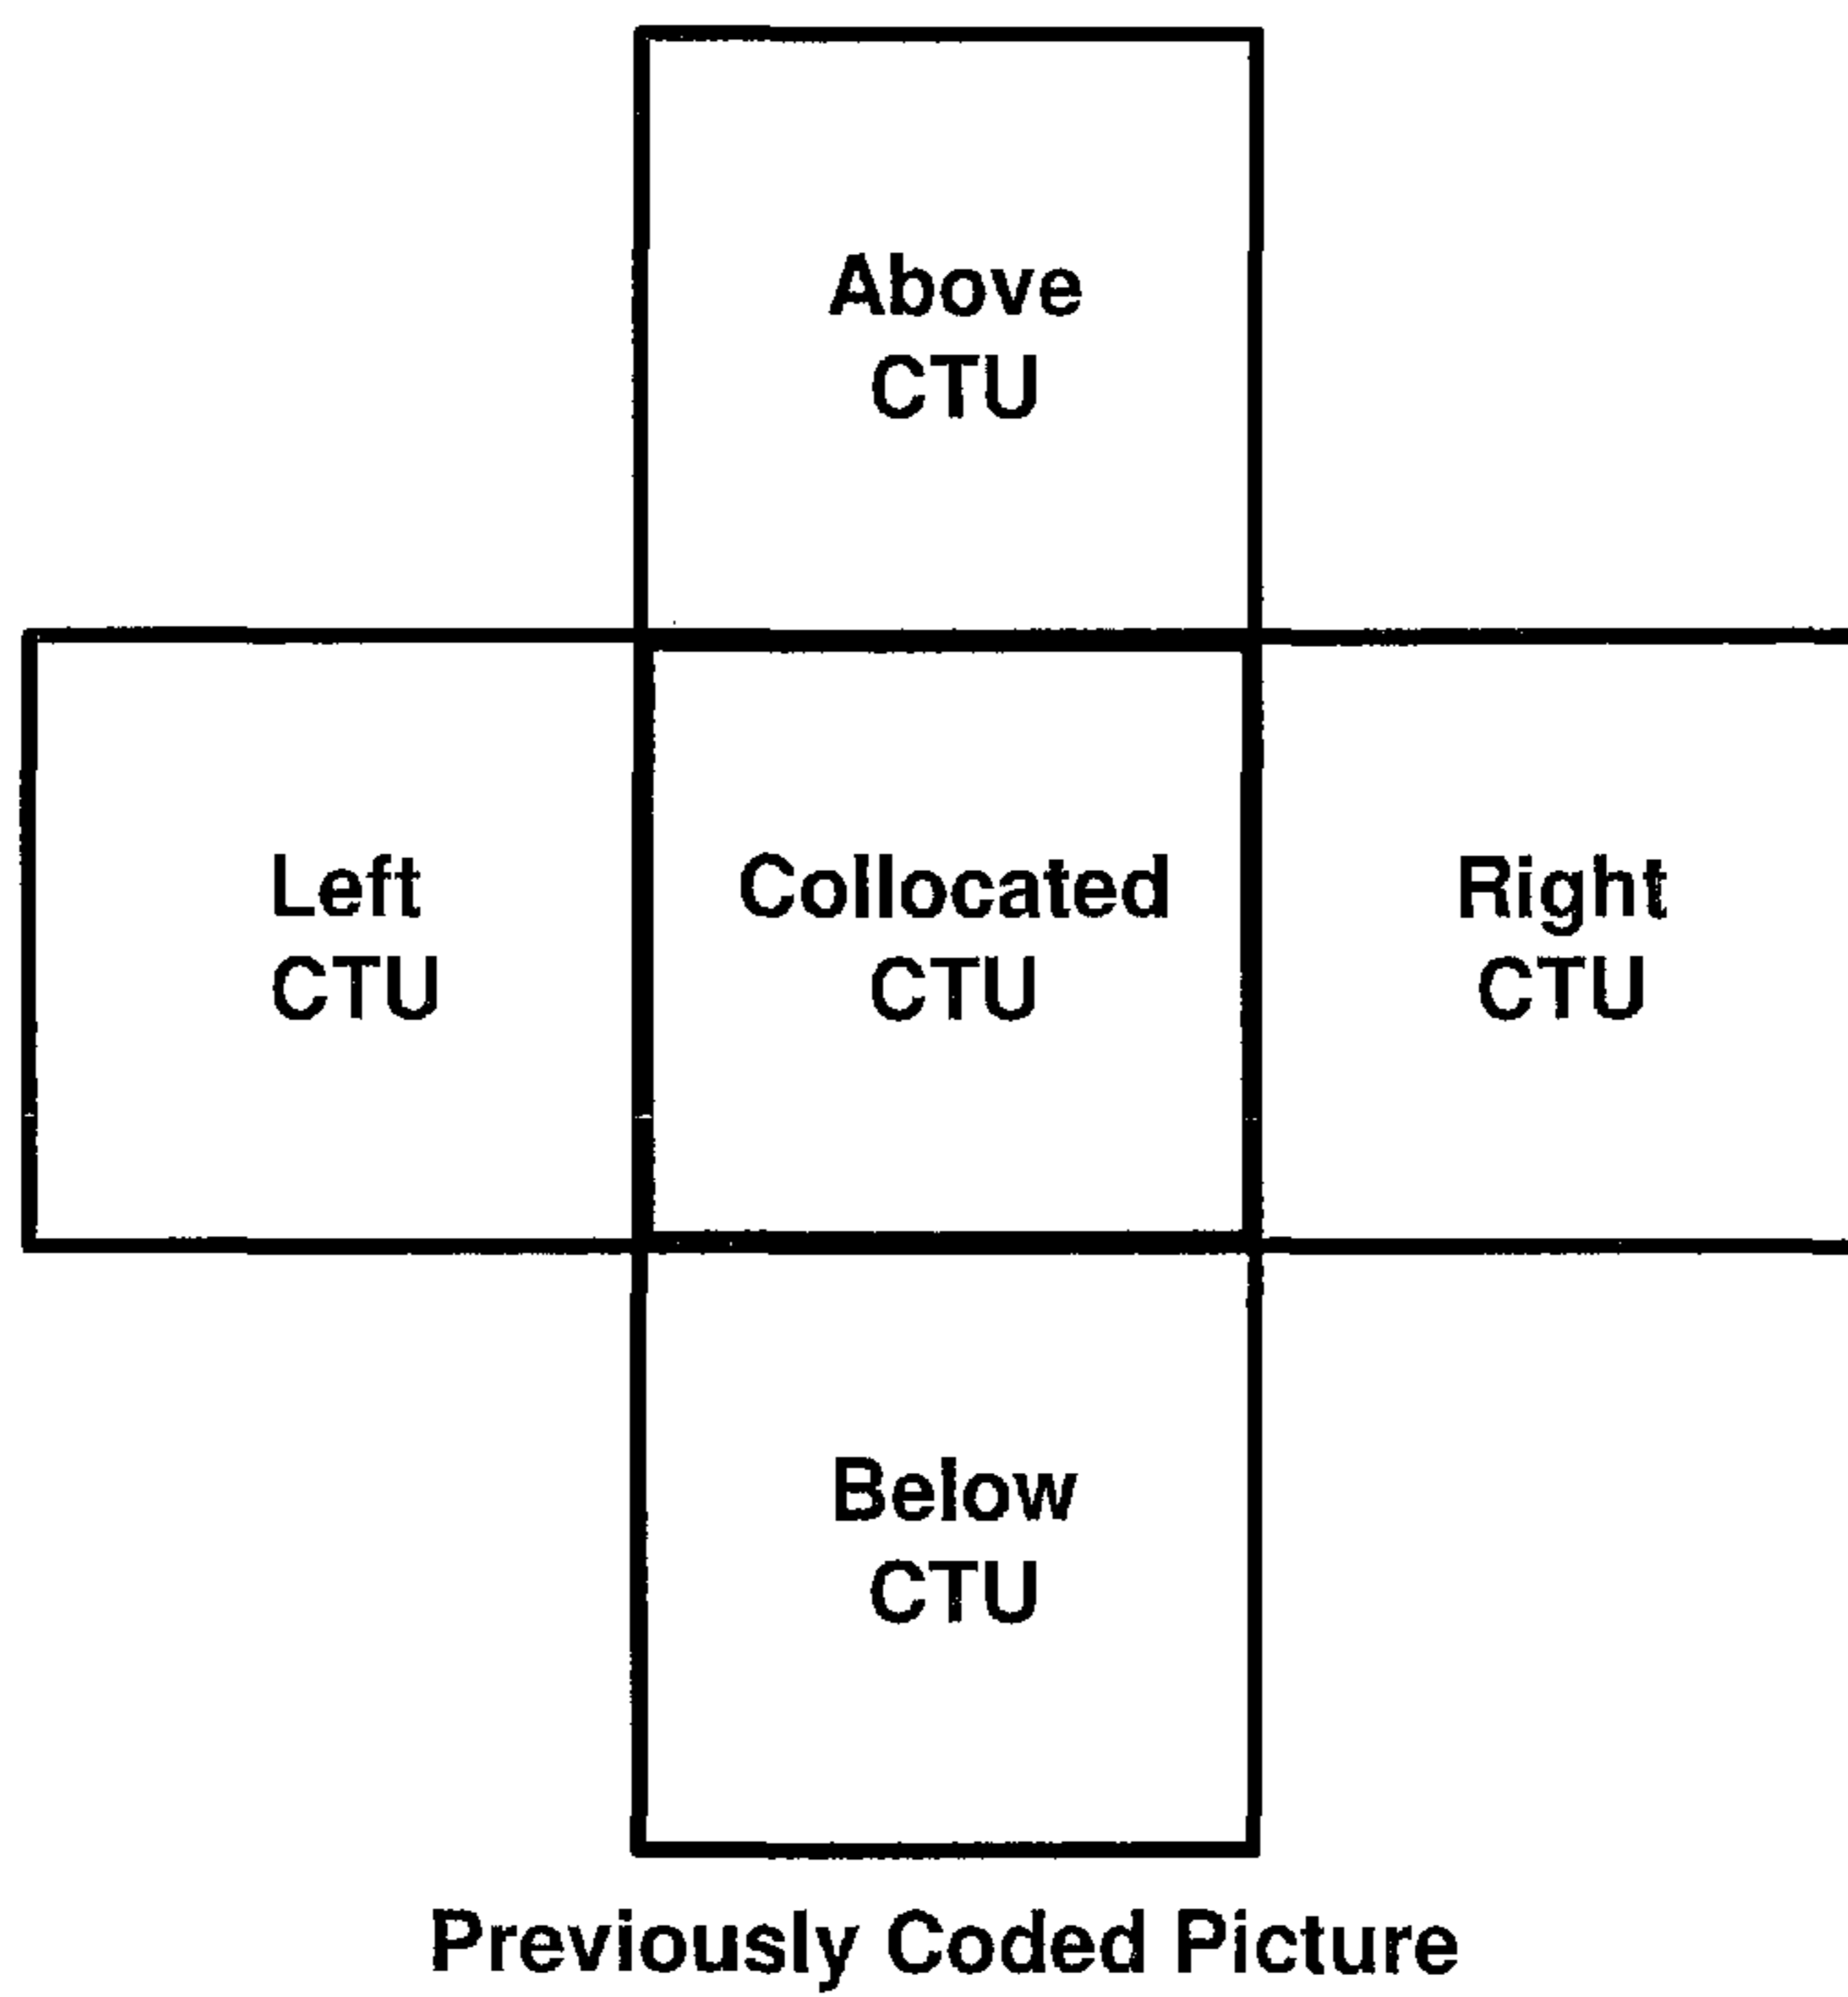 Above
CTU
Left
CTU
Collocated
CTU
Right
CTU
Below
CTU
Previously Coded Picture